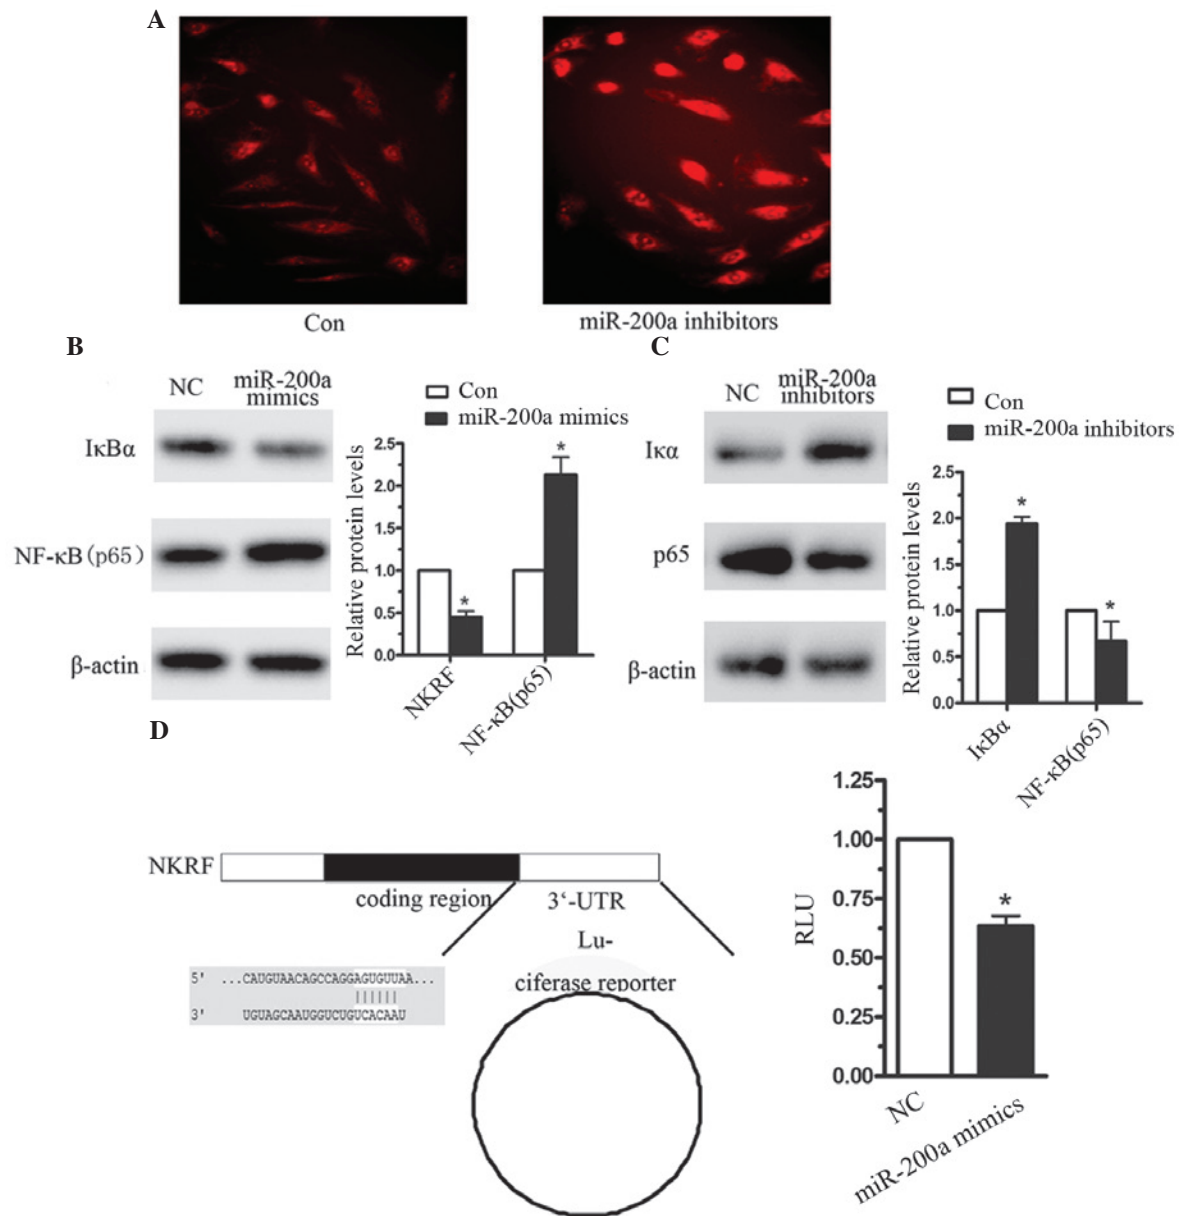 A
Con
miR-200a inhibitors
B
NC
miR-200a
mimics
IκBα
NF-κB (p65)
β-actin
Con
miR-200a mimics
Relative protein levels
2.5
2.0
1.5
1.0
0.5
0.0
*
*
NKRF
NF-κB(p65)
C
NC
miR-200a
inhibitors
Iκα
p65
β-actin
Con
miR-200a inhibitors
Relative protein levels
2.5
2.0
1.5
1.0
0.5
0.0
*
*
IκBα
NF-κB(p65)
D
NKRF
coding region
3‘-UTR
Lu-
ciferase reporter
5' ...CAUGUAACAGCCAGGAGUGUUAA...
||||||
3' UGUAGCAAUGGUCUGUCACAAU
RLU
1.25
1.00
0.75
0.50
0.25
0.00
*
NC
miR-200a mimics